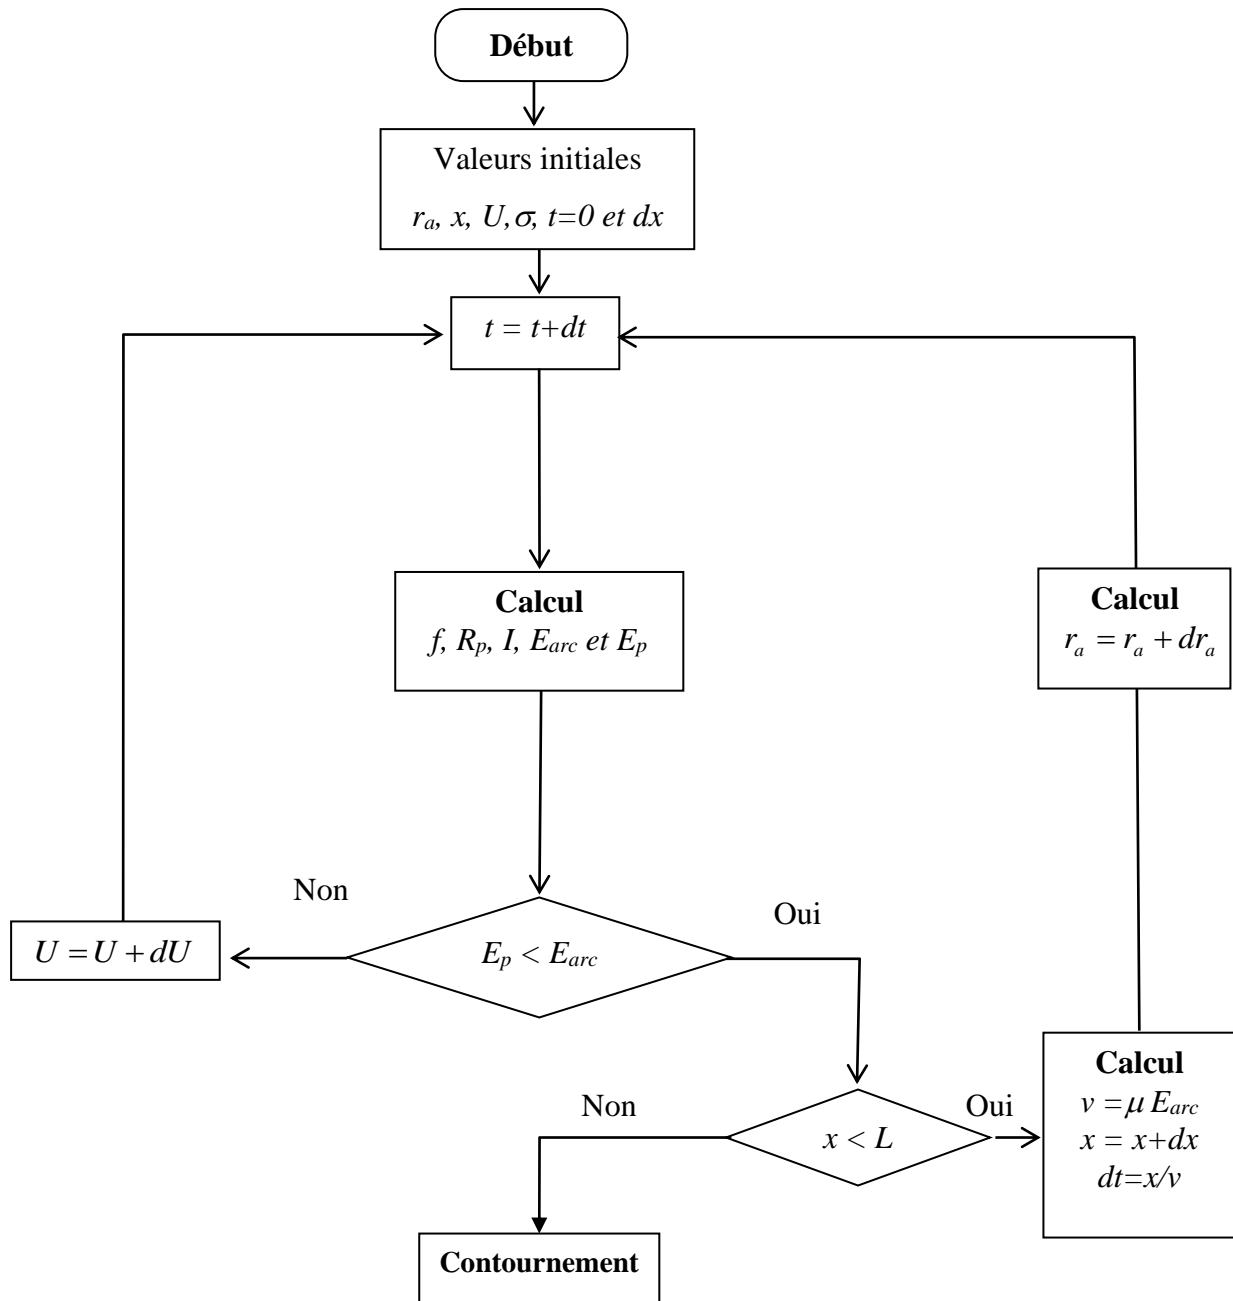 Début
Valeurs initiales
rₐ, x, U,σ, t=0 et dx
t = t+dt
Calcul
f, Rₚ, I, Eₐᵣc et Eₚ
Calcul
rₐ = rₐ + drₐ
Non
Oui
U = U + dU
Eₚ < Eₐᵣc
Calcul
v = μ Eₐᵣc
x = x+dx
dt=x/v
Non
Oui
x < L
Contournement